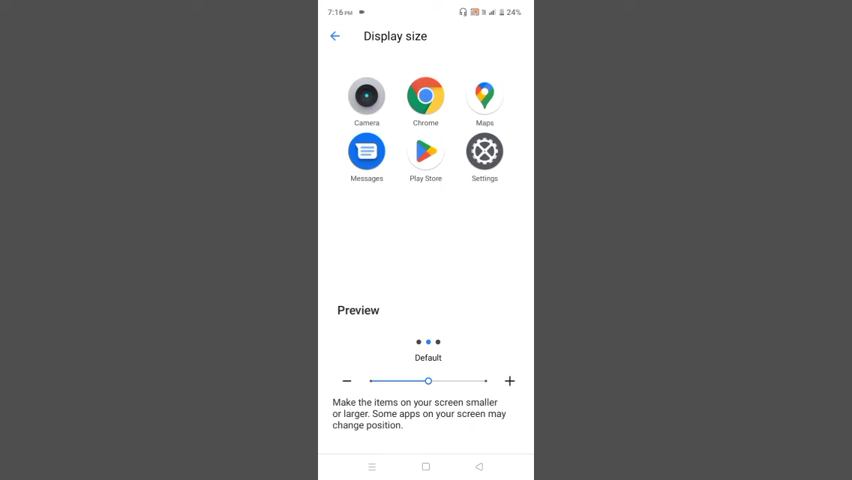 7:16 PM 24%
Display size
Camera Chrome Maps
Messages Play Store Settings
Preview
Default
Make the items on your screen smaller
or larger. Some apps on your screen may
change position.